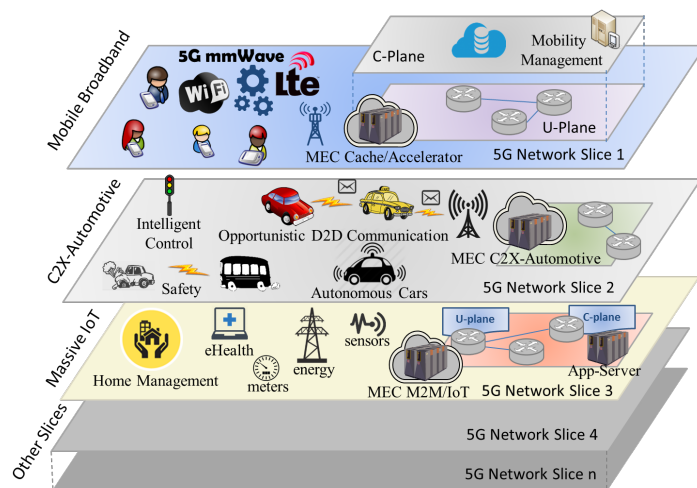 Mobile Broadband
5G mmWave
WiFi
Lte
C-Plane
Mobility
Management
U-Plane
MEC Cache/Accelerator
5G Network Slice 1
C2X-Automotive
Intelligent
Control
Opportunistic D2D Communication
MEC C2X-Automotive
Safety
Autonomous Cars
5G Network Slice 2
Massive IoT
Home Management
eHealth
meters
energy
sensors
U-plane
C-plane
MEC M2M/IoT
App-Server
5G Network Slice 3
Other Slices
5G Network Slice 4
5G Network Slice n